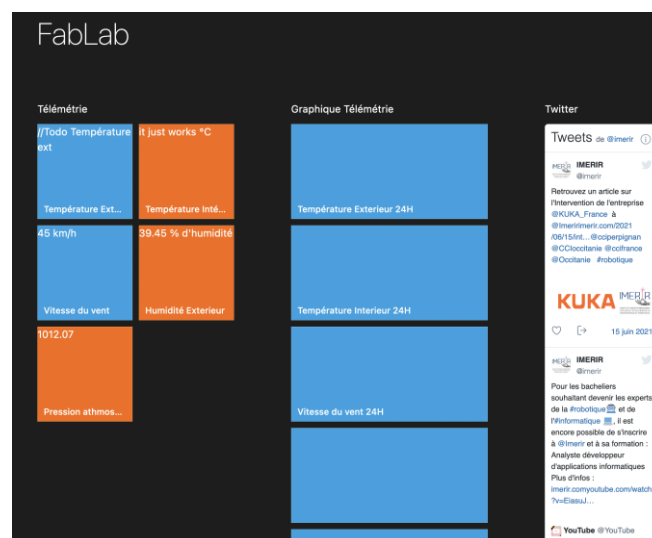 FabLab
Télémétrie
//Todo Température
ext
Température Ext...
it just works °C
Température Inté...
45 km/h
Vitesse du vent
39.45 % d'humidité
Humidité Exterieur
1012.07
Pression athmos...
Graphique Télémétrie
Température Exterieur 24H
Température Interieur 24H
Vitesse du vent 24H
Twitter
Tweets de @imerir
IMERIR
IMERIR
@imerir
Retrouvez un article sur
l'Intervention de l'entreprise
@KUKA_France à
@Imeririmerir.com/2021
/06/15/int…@cciperpignan
@CCIoccitanie @ccifrance
@Occitanie #robotique
KUKA
IMERIR
15 juin 2021
IMERIR
IMERIR
@imerir
Pour les bacheliers
souhaitant devenir les experts
de la #robotique et de
l'#informatique , il est
encore possible de s'inscrire
à @Imerir et à sa formation :
Analyste développeur
d'applications informatiques
Plus d'infos :
imerir.comyoutube.com/watch
?v=EiasuJ…
YouTube @YouTube